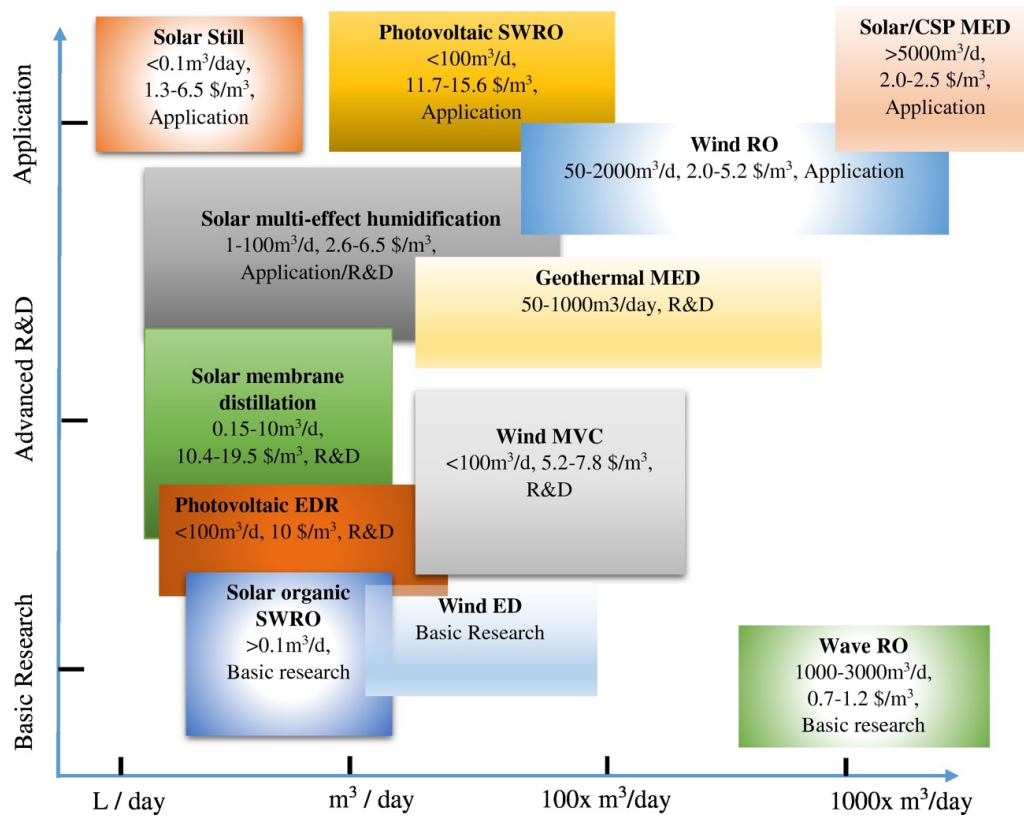 Solar Still
<0.1m³/day,
1.3-6.5 $/m³,
Application
Photovoltaic SWRO
<100m³/d,
11.7-15.6 $/m³,
Application
Solar/CSP MED
>5000m³/d,
2.0-2.5 $/m³,
Application
Wind RO
50-2000m³/d, 2.0-5.2 $/m³, Application
Solar multi-effect humidification
1-100m³/d, 2.6-6.5 $/m³,
Application/R&D
Geothermal MED
50-1000m3/day, R&D
Solar membrane
distillation
0.15-10m³/d,
10.4-19.5 $/m³, R&D
Wind MVC
<100m³/d, 5.2-7.8 $/m³,
R&D
Photovoltaic EDR
<100m³/d, 10 $/m³, R&D
Solar organic
SWRO
>0.1m³/d,
Basic research
Wind ED
Basic Research
Wave RO
1000-3000m³/d,
0.7-1.2 $/m³,
Basic research
Application
Advanced R&D
Basic Research
L / day
m³ / day
100x m³/day
1000x m³/day